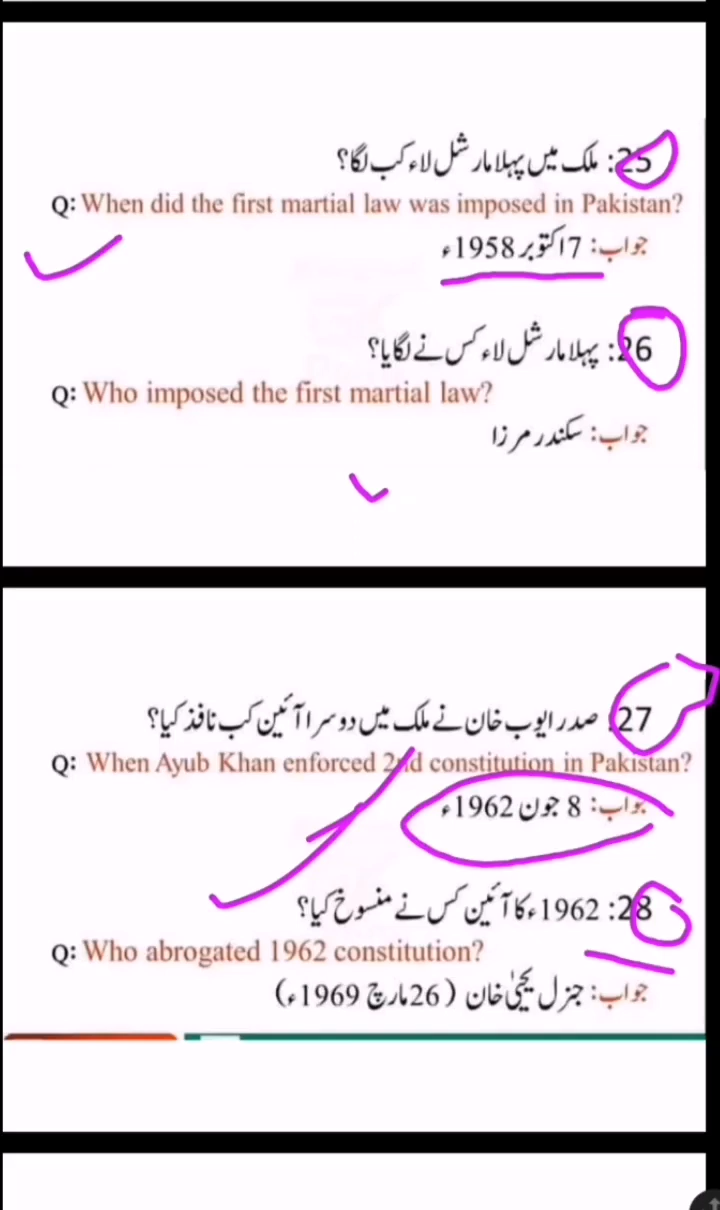 25: ملک میں پہلا مارشل لاء کب لگا؟
Q: When did the first martial law was imposed in Pakistan?
جواب: 7 اکتوبر 1958ء
26: پہلا مارشل لاء کس نے لگایا؟
Q: Who imposed the first martial law?
جواب: سکندر مرزا
27: صدر ایوب خان نے ملک میں دوسرا آئین کب نافذ کیا؟
Q: When Ayub Khan enforced 2nd constitution in Pakistan?
جواب: 8 جون 1962ء
28: 1962ء کا آئین کس نے منسوخ کیا؟
Q: Who abrogated 1962 constitution?
جواب: جنرل یحییٰ خان (26 مارچ 1969ء)